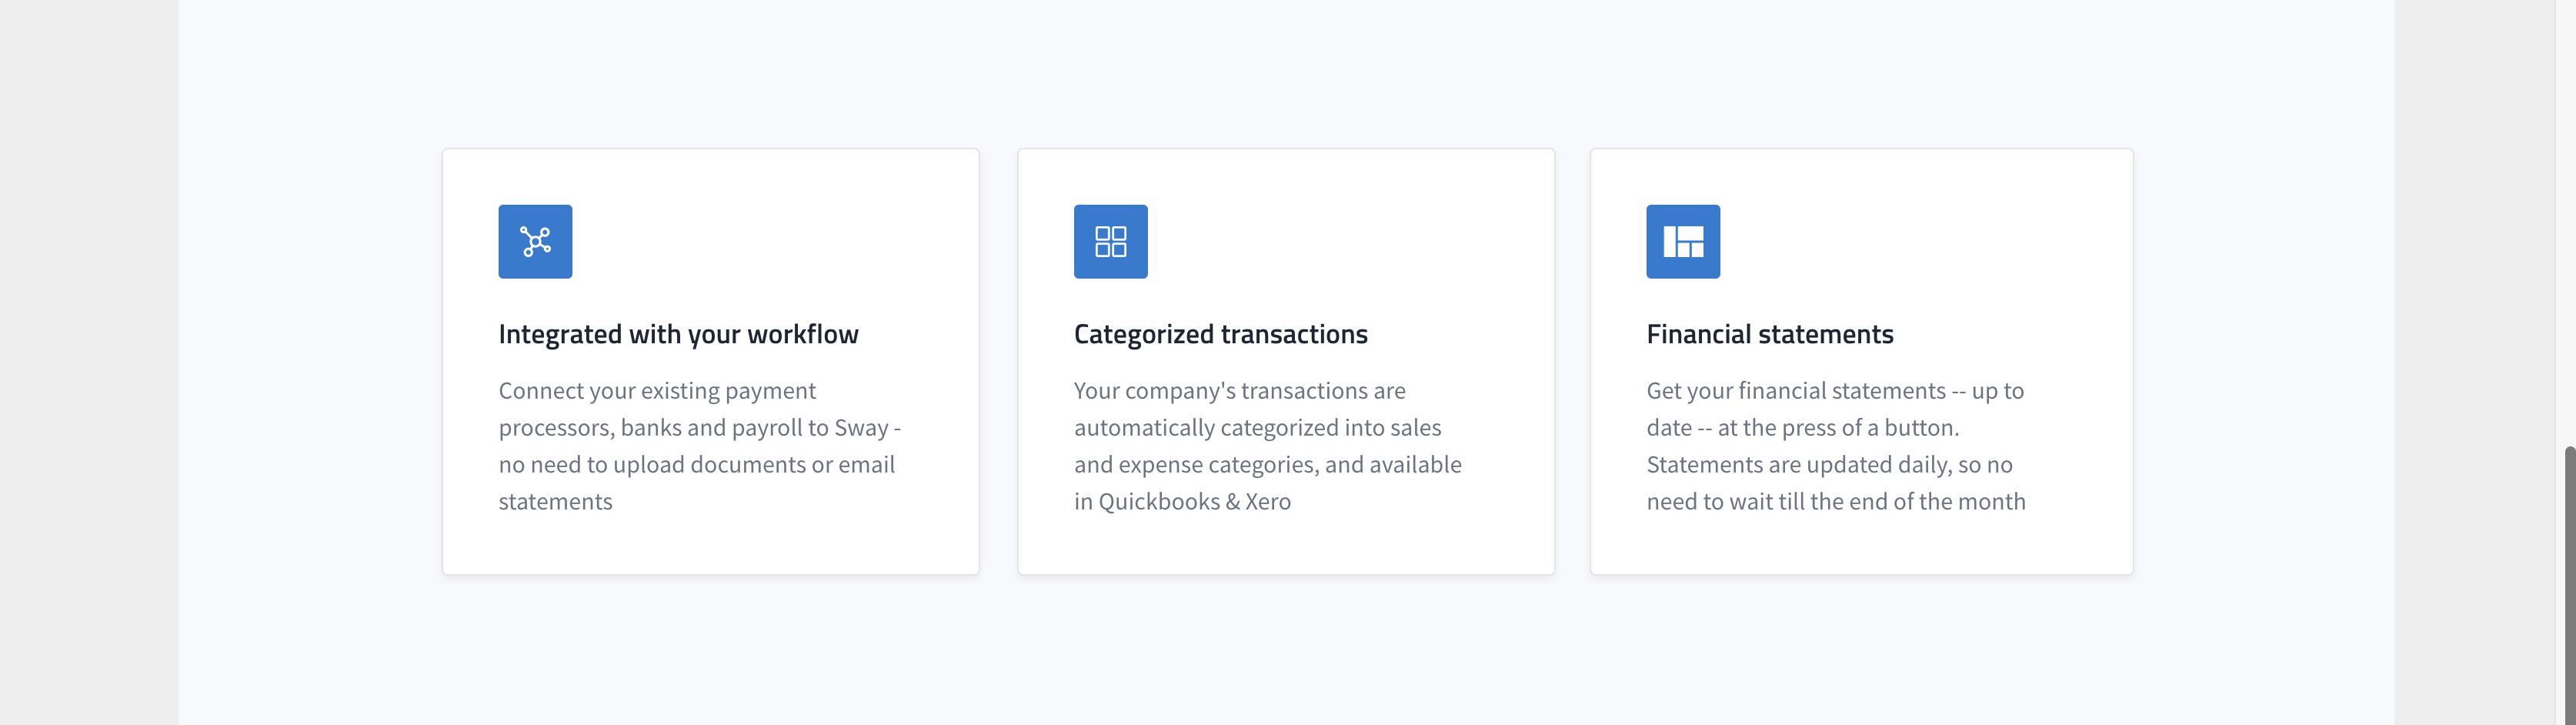 Integrated with your workflow
Connect your existing payment
processors, banks and payroll to Sway -
no need to upload documents or email
statements
Categorized transactions
Your company's transactions are
automatically categorized into sales
and expense categories, and available
in Quickbooks & Xero
Financial statements
Get your financial statements -- up to
date -- at the press of a button.
Statements are updated daily, so no
need to wait till the end of the month